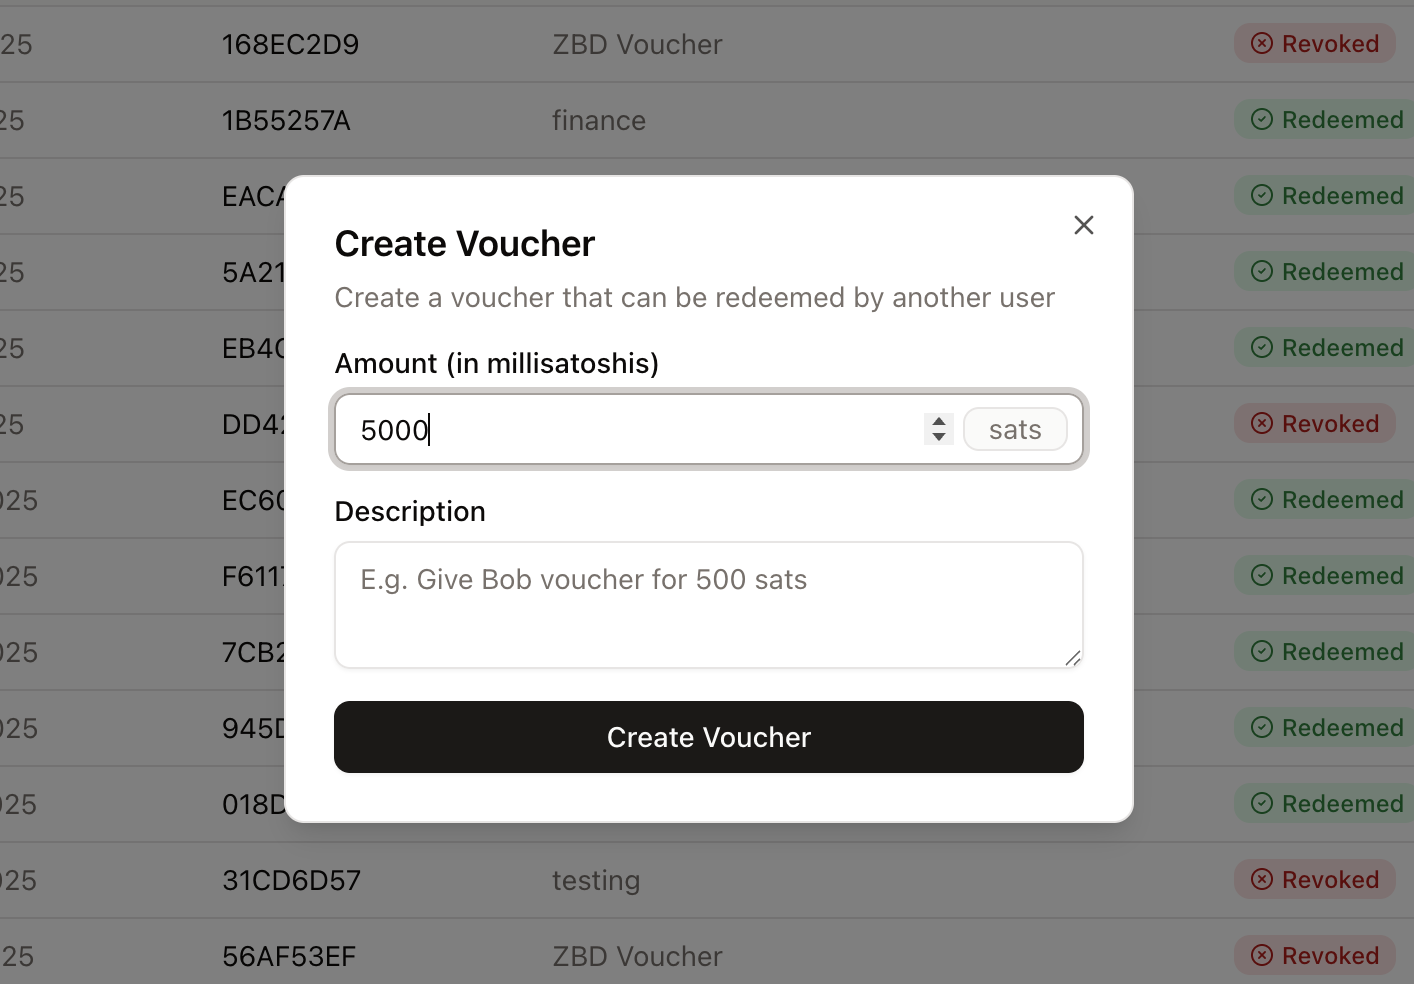 25 168EC2D9 ZBD Voucher Revoked
25 1B55257A finance Redeemed
25 EACA Redeemed
25 5A21 Redeemed
25 EB4C Redeemed
25 DD42 Revoked
025 EC60 Redeemed
025 F6117 Redeemed
025 7CB2 Redeemed
025 945D Redeemed
025 018D Redeemed
025 31CD6D57 testing Revoked
25 56AF53EF ZBD Voucher Revoked
Create Voucher
Create a voucher that can be redeemed by another user
Amount (in millisatoshis)
5000 sats
Description
E.g. Give Bob voucher for 500 sats
Create Voucher